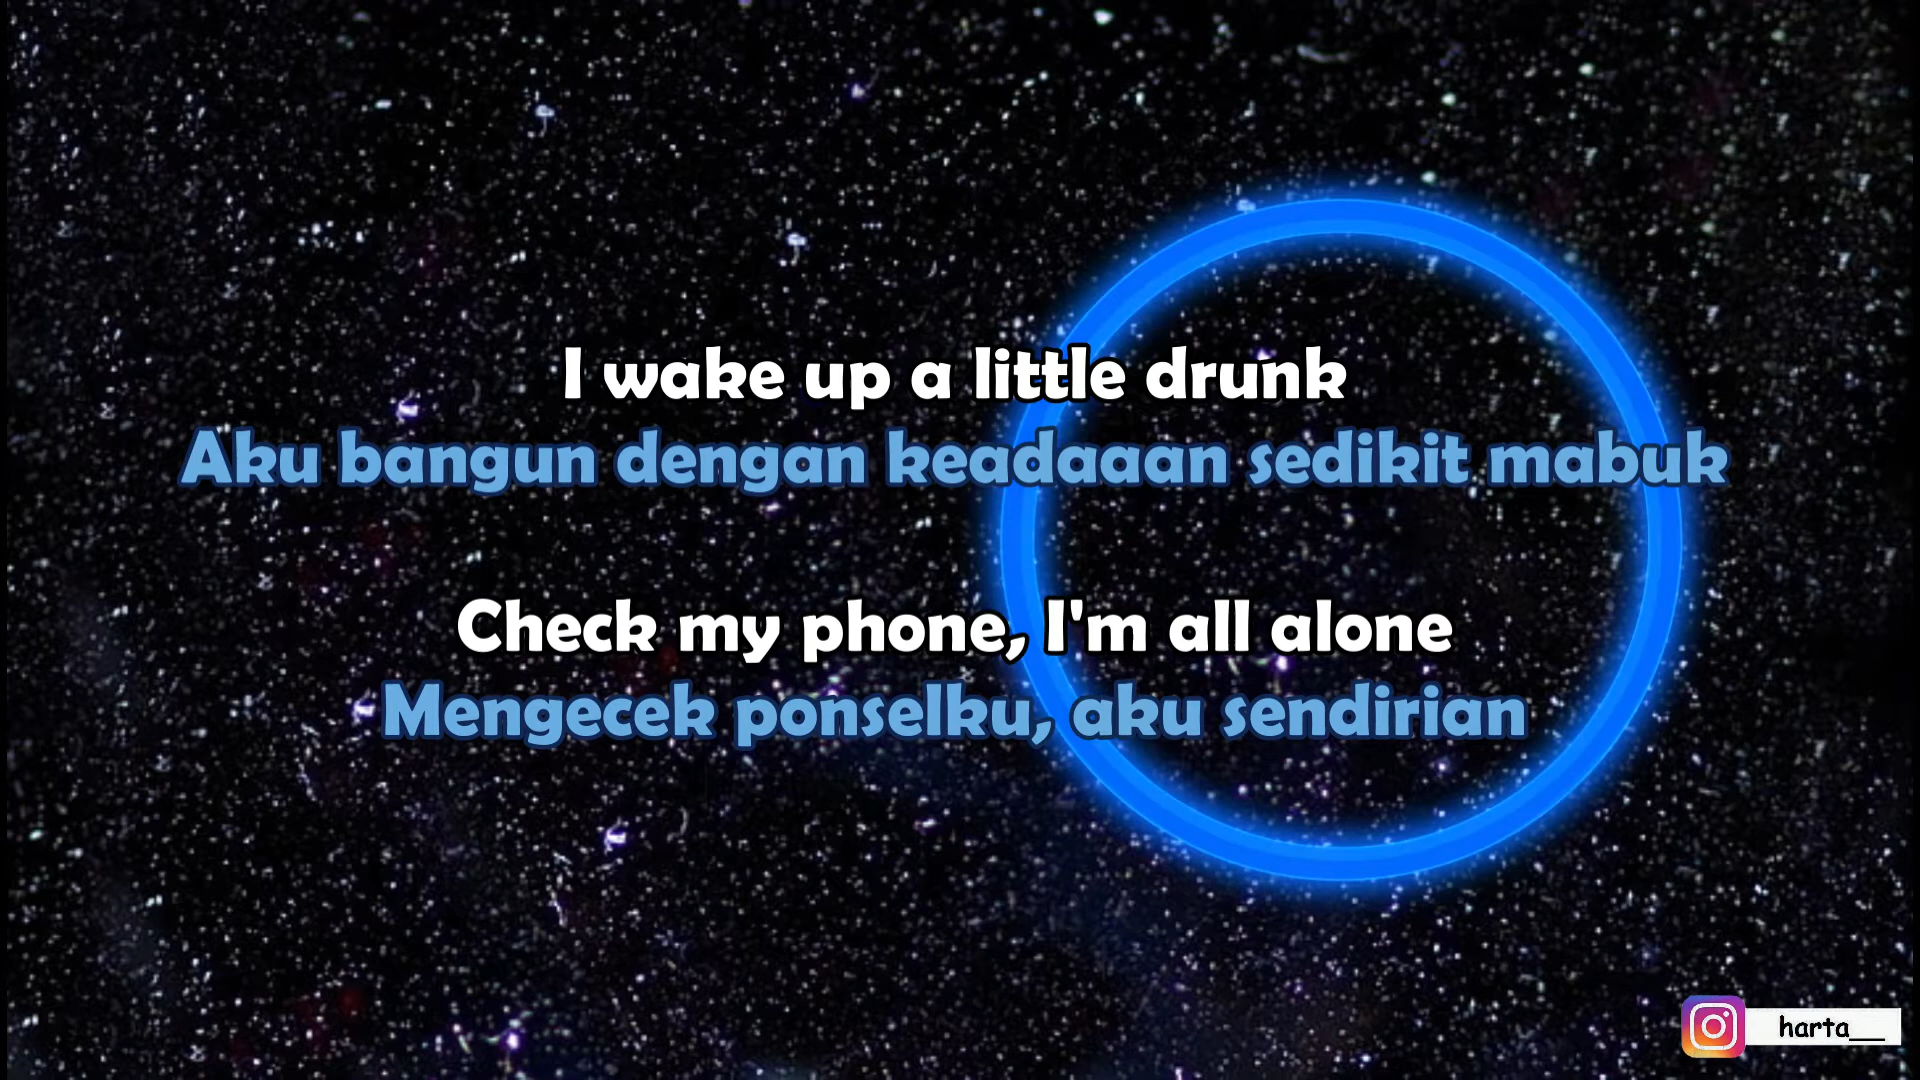 I wake up a little drunk
Aku bangun dengan keadaaan sedikit mabuk
Check my phone, I'm all alone
Mengecek ponselku, aku sendirian
harta__